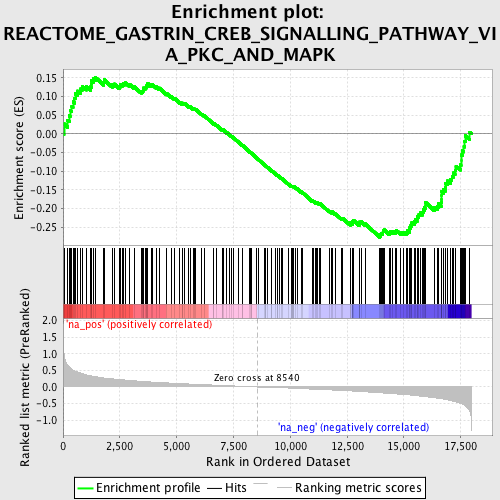 Enrichment plot:
REACTOME_GASTRIN_CREB_SIGNALLING_PATHWAY_VI
A_PKC_AND_MAPK
Enrichment score (ES)
0.15
0.10
0.05
0.00
-0.05
-0.10
-0.15
-0.20
-0.25
Ranked list metric (PreRanked)
2.0
1.5
1.0
0.5
0.0
-0.5
-1.0
'na_pos' (positively correlated)
Zero cross at 8540
'na_neg' (negatively correlated)
0
2,500
5,000
7,500
10,000
12,500
15,000
17,500
Rank in Ordered Dataset
Enrichment profile
Hits
Ranking metric scores